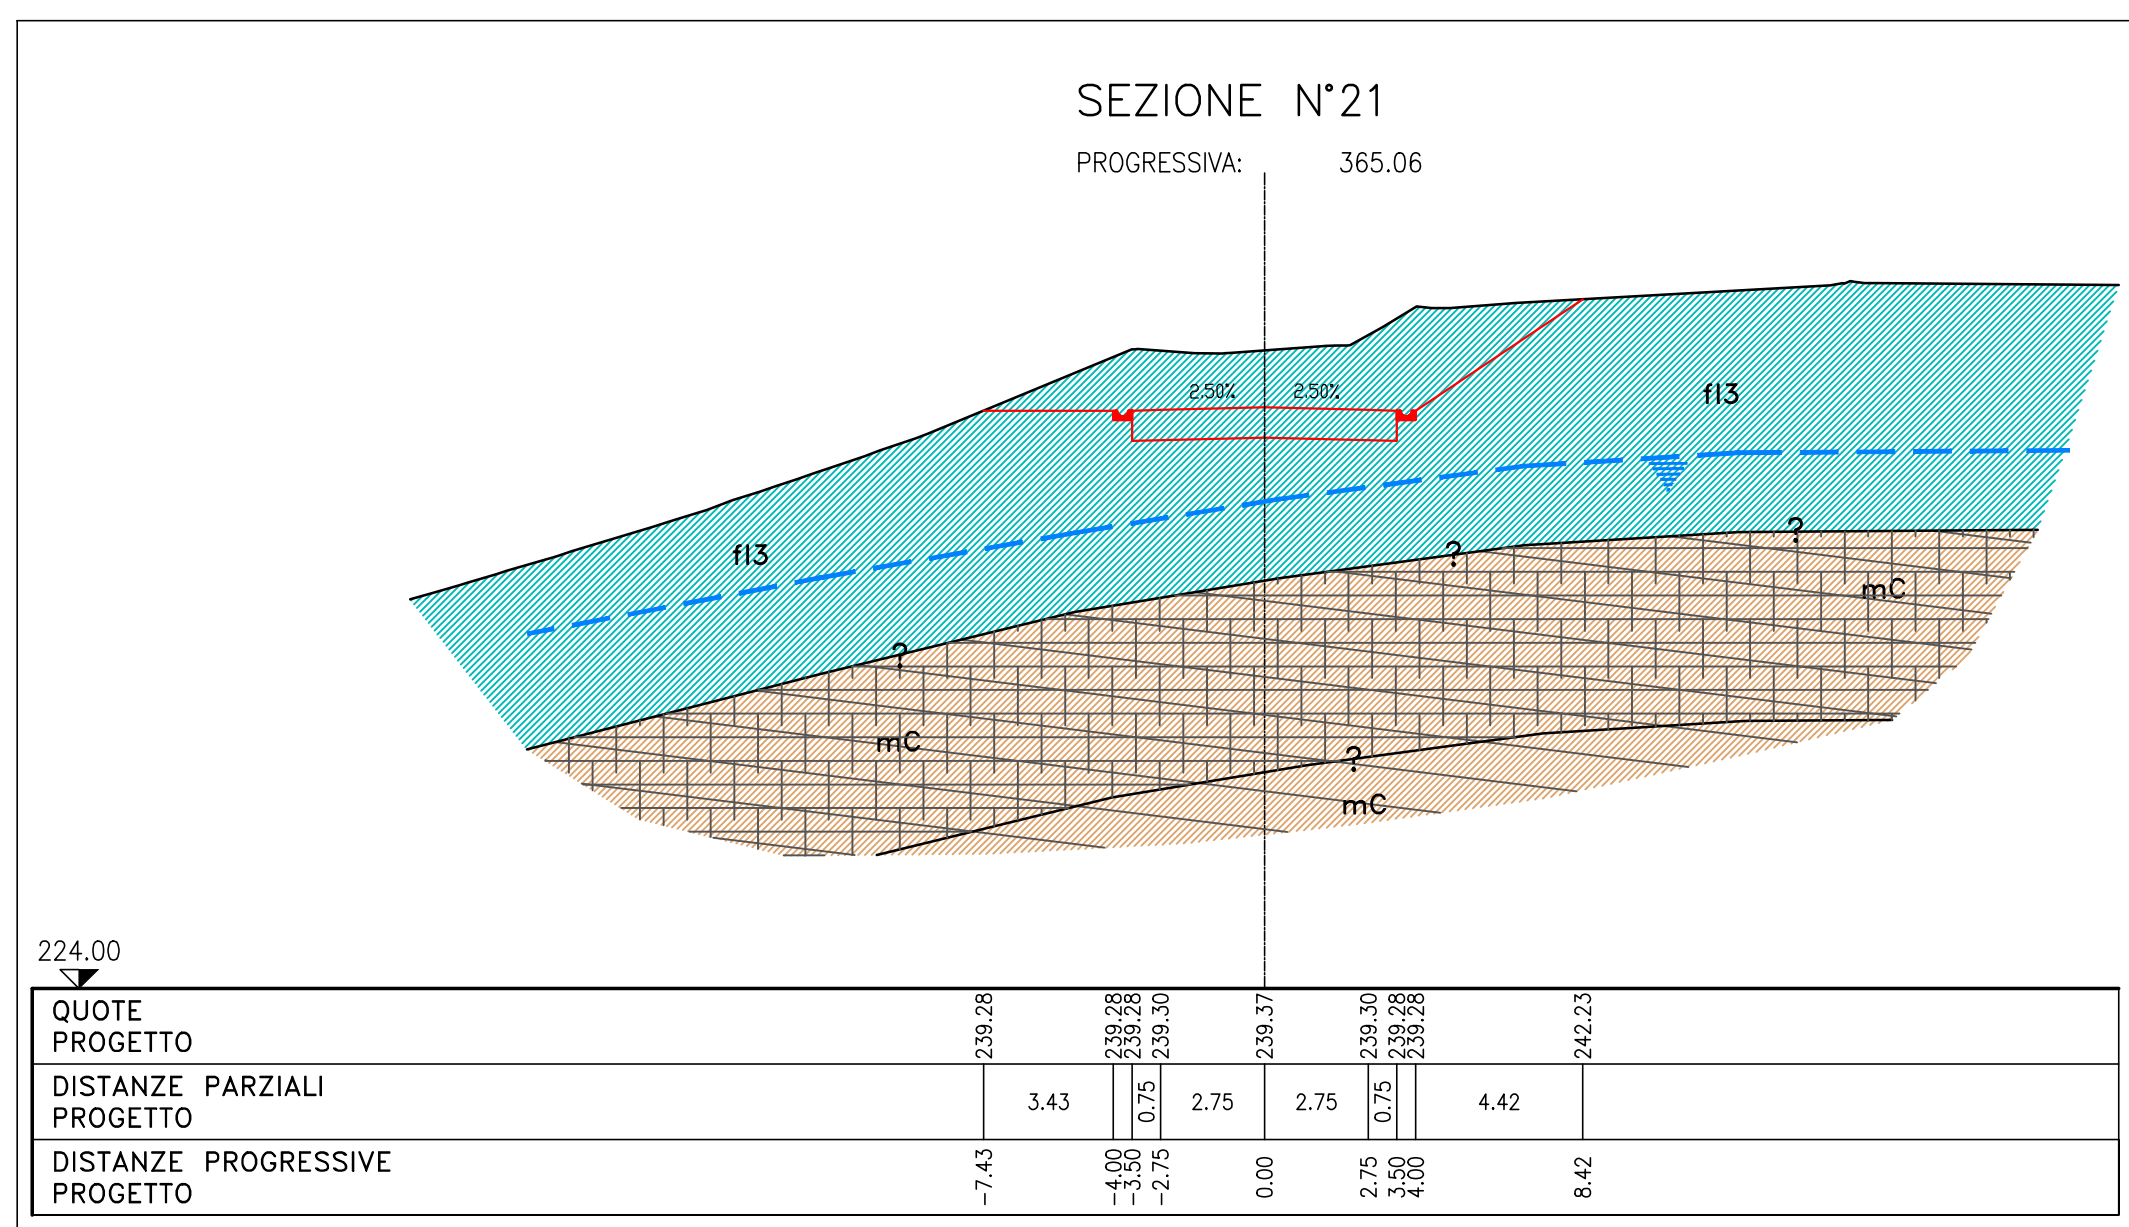 SEZIONE N°21
PROGRESSIVA: 365.06
2.50% 2.50%
fl3
fl3
?
?
mC
?
mC
?
mC
224.00
QUOTE
PROGETTO
239.28 239.28 239.28 239.30 239.37 239.30 239.28 239.28 242.23
DISTANZE PARZIALI
PROGETTO
3.43 0.75 2.75 2.75 0.75 4.42
DISTANZE PROGRESSIVE
PROGETTO
-7.43 -4.00 -3.50 -2.75 0.00 2.75 3.50 4.00 8.42